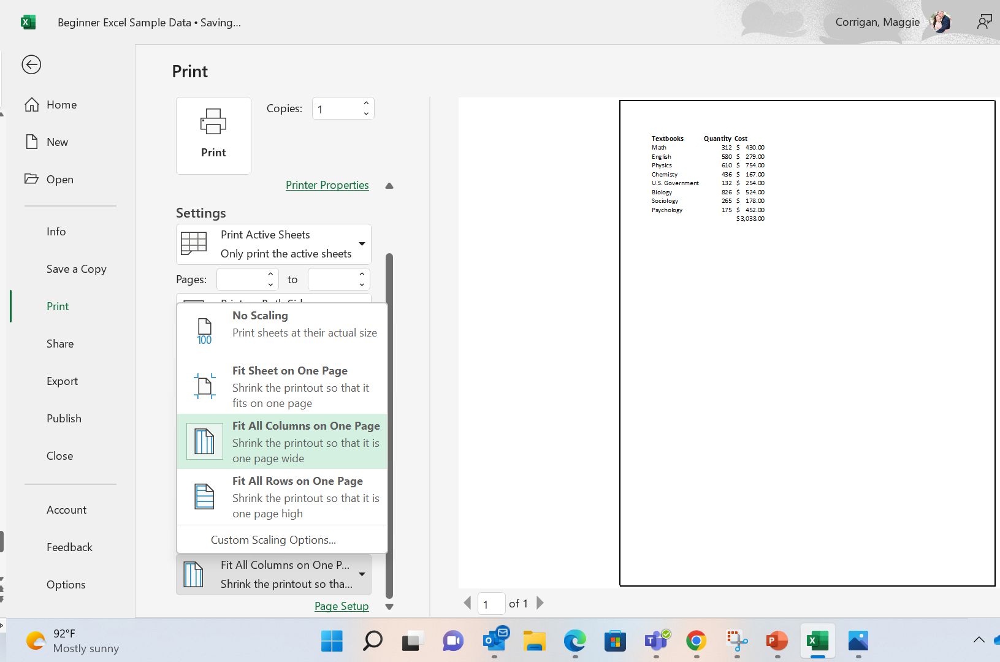 Beginner Excel Sample Data • Saving...
Corrigan, Maggie
Home
New
Open
Info
Save a Copy
Print
Share
Export
Publish
Close
Account
Feedback
Options
Print
Print
Copies: 1
Printer Properties
Settings
Print Active Sheets
Only print the active sheets
Pages: to
No Scaling
Print sheets at their actual size
100
Fit Sheet on One Page
Shrink the printout so that it
fits on one page
Fit All Columns on One Page
Shrink the printout so that it is
one page wide
Fit All Rows on One Page
Shrink the printout so that it is
one page high
Custom Scaling Options...
Fit All Columns on One P...
Shrink the printout so tha...
Page Setup
Textbooks Quantity Cost
Math 312 $ 430.00
English 580 $ 279.00
Physics 610 $ 754.00
Chemisty 436 $ 167.00
U.S. Government 132 $ 254.00
Biology 826 $ 524.00
Sociology 265 $ 178.00
Psychology 175 $ 452.00
$3,038.00
1 of 1
92°F
Mostly sunny